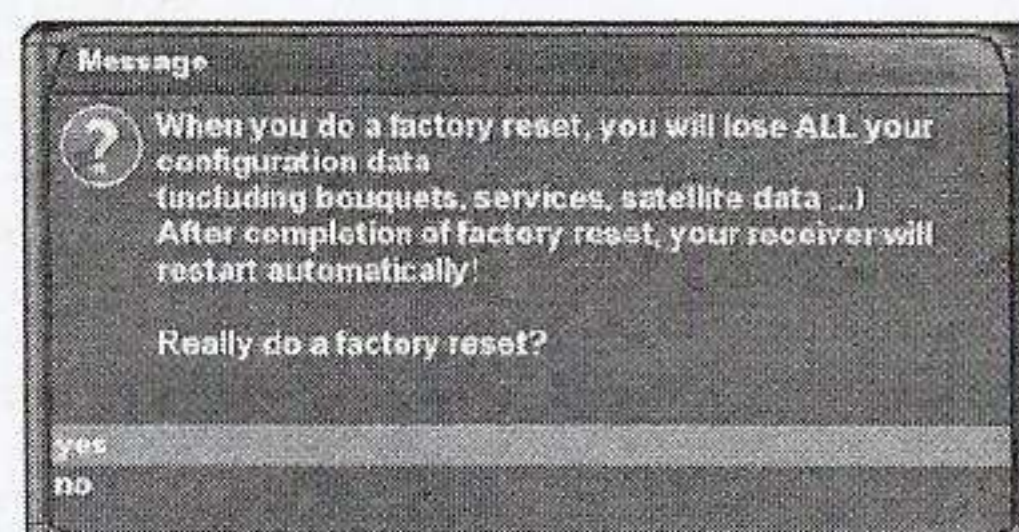 Message
When you do a factory reset, you will lose ALL your
configuration data
(including bouquets, services, satellite data ...)
After completion of factory reset, your receiver will
restart automatically!
Really do a factory reset?
yes
no